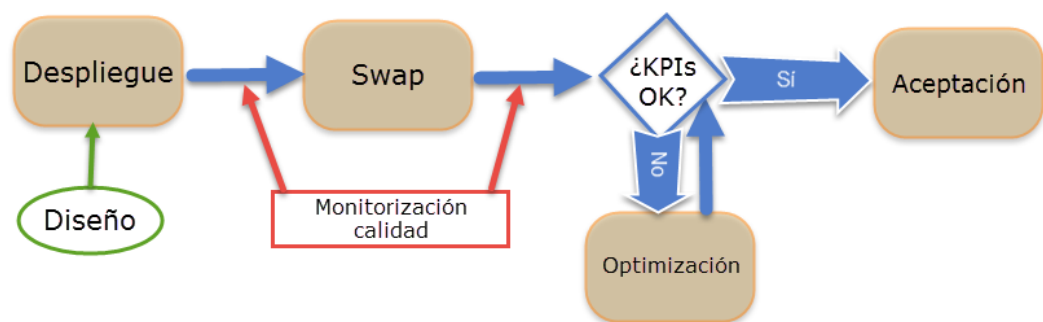 Despliegue
Swap
¿KPIs
OK?
Sí
Aceptación
No
Diseño
Monitorización
calidad
Optimización